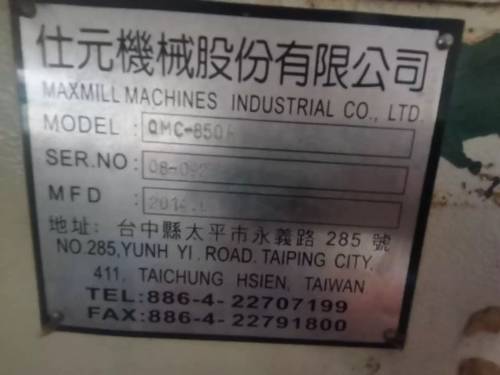 仕元機械股份有限公司
MAXMILL MACHINES INDUSTRIAL CO., LTD.
MODEL : QMC-850
SER.NO :
MFD :
地址: 台中縣太平市永義路 285 號
NO.285,YUNH YI. ROAD. TAIPING CITY.
411, TAICHUNG HSIEN, TAIWAN
TEL:886-4- 22707199
FAX:886-4- 22791800